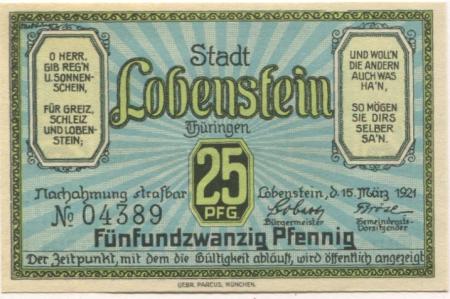 O HERR,
GIB REG'N
U. SONNEN-
SCHEIN,
FÜR GREIZ,
SCHLEIZ
UND LOBEN-
STEIN;
Stadt
Lobenstein
Thüringen
UND WOLL'N
DIE ANDERN
AUCH WAS
HA'N,
SO MÖGEN
SIE DIRS
SELBER
SA'N.
25
PFG
Nachahmung strafbar
Lobenstein, d. 15. März 1921
№ 04389
Bürgermeister
Gemeinderats-
Vorsitzender
Fünfundzwanzig Pfennig
Der Zeitpunkt, mit dem die Gültigkeit abläuft, wird öffentlich angezeigt
GEBR. PARCUS, MÜNCHEN.